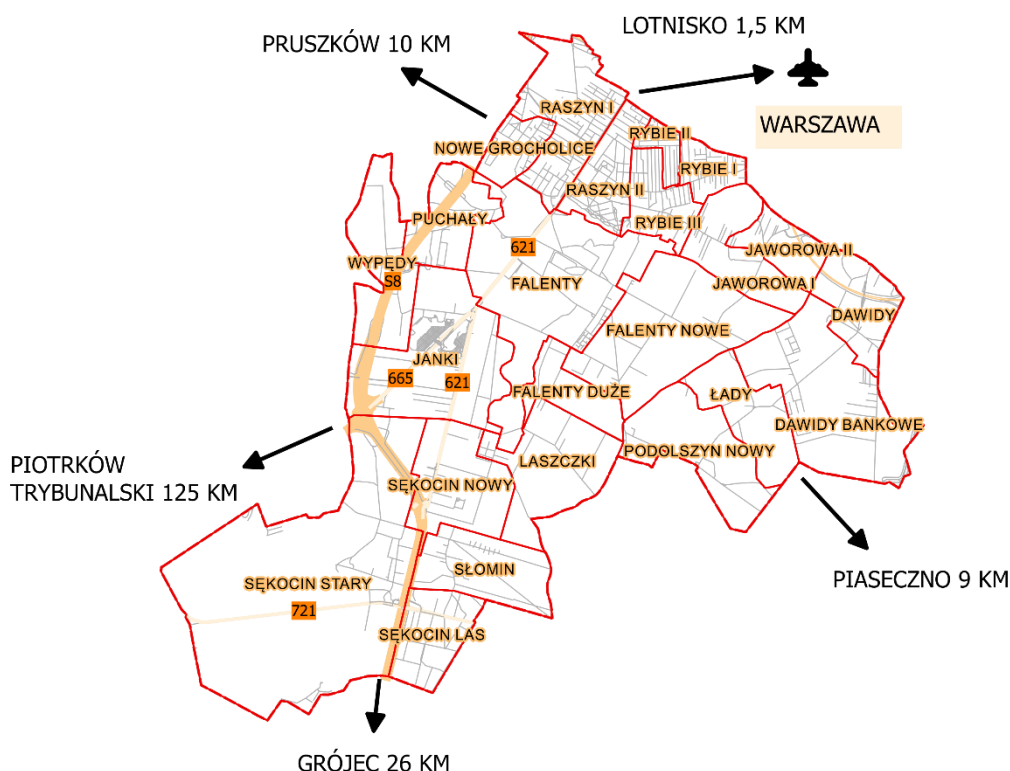 LOTNISKO 1,5 KM
PRUSZKÓW 10 KM
RASZYN I
WARSZAWA
RYBIE II
NOWE GROCHOLICE
RYBIE I
RASZYN II
PUCHAŁY
RYBIE III
621
JAWOROWA II
WYPĘDY
S8
FALENTY
JAWOROWA I
DAWIDY
FALENTY NOWE
JANKI
665
621
FALENTY DUŻE
ŁADY
DAWIDY BANKOWE
PODOLSZYN NOWY
LASZCZKI
PIOTRKÓW
TRYBUNALSKI 125 KM
SĘKOCIN NOWY
SŁOMIN
PIASECZNO 9 KM
SĘKOCIN STARY
721
SĘKOCIN LAS
GRÓJEC 26 KM